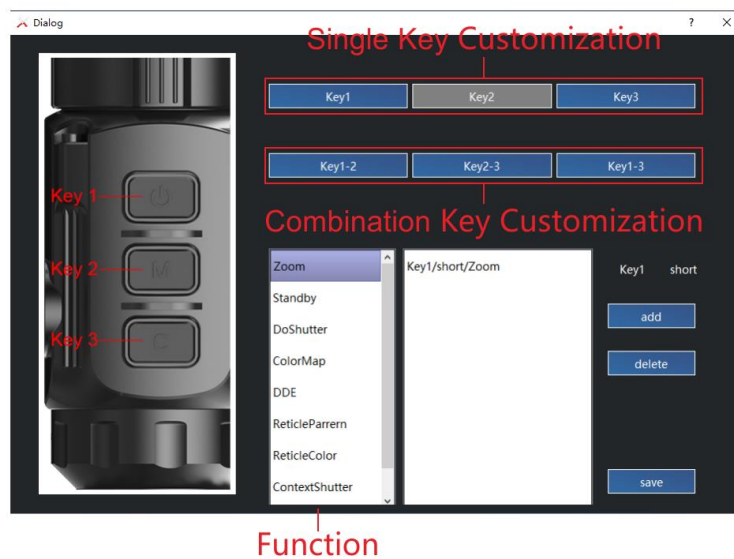 Dialog
? ×
Single Key Customization
Key1 Key2 Key3
Key1-2 Key2-3 Key1-3
Combination Key Customization
Key 1
Key 2
M
Key 3
C
Zoom
Standby
DoShutter
ColorMap
DDE
ReticleParrern
ReticleColor
ContextShutter
Key1/short/Zoom
Key1 short
add
delete
save
Function